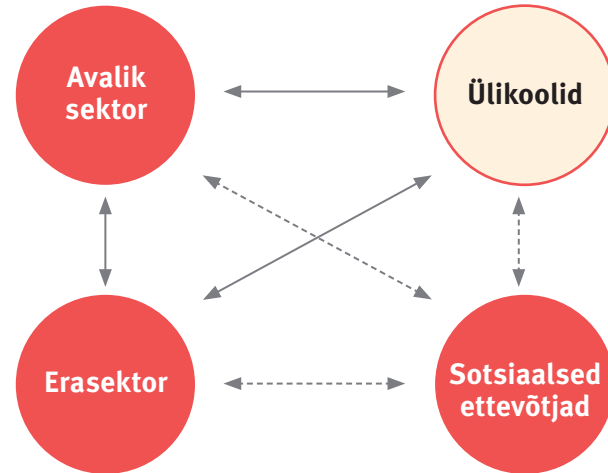 Avalik
sektor
Ülikoolid
Erasektor
Sotsiaalsed
ettevõtjad